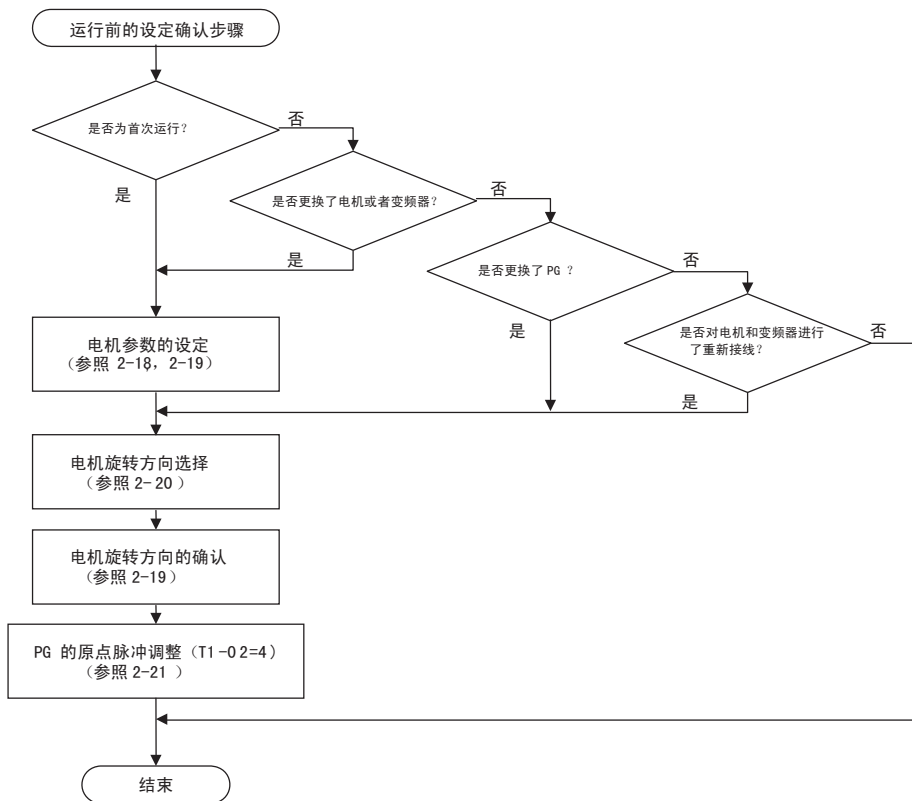 运行前的设定确认步骤
是否为首次运行?
否
是
是否更换了电机或者变频器?
否
是
是否更换了 PG ?
否
是
是否对电机和变频器进行
了重新接线?
否
是
电机参数的设定
(参照 2-18, 2-19)
电机旋转方向选择
(参照 2-20 )
电机旋转方向的确认
(参照 2-19)
PG 的原点脉冲调整(T1-02=4)
(参照 2-21 )
结束